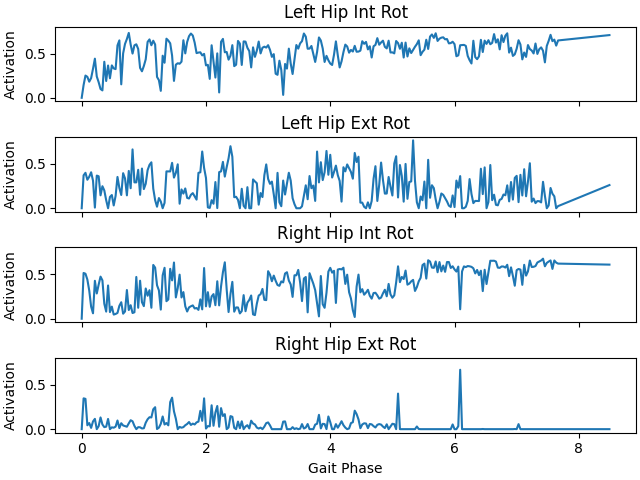 Left Hip Int Rot
Activation
0.5
0.0
Left Hip Ext Rot
Activation
0.5
0.0
Right Hip Int Rot
Activation
0.5
0.0
Right Hip Ext Rot
Activation
0.5
0.0
0 2 4 6 8
Gait Phase